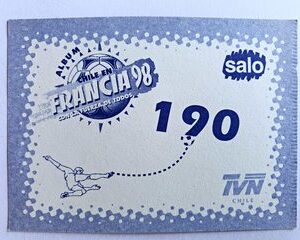 ALBUM
CHILE EN
FRANCIA 98
CON LA FUERZA DE TODOS
salo
190
TVN
CHILE